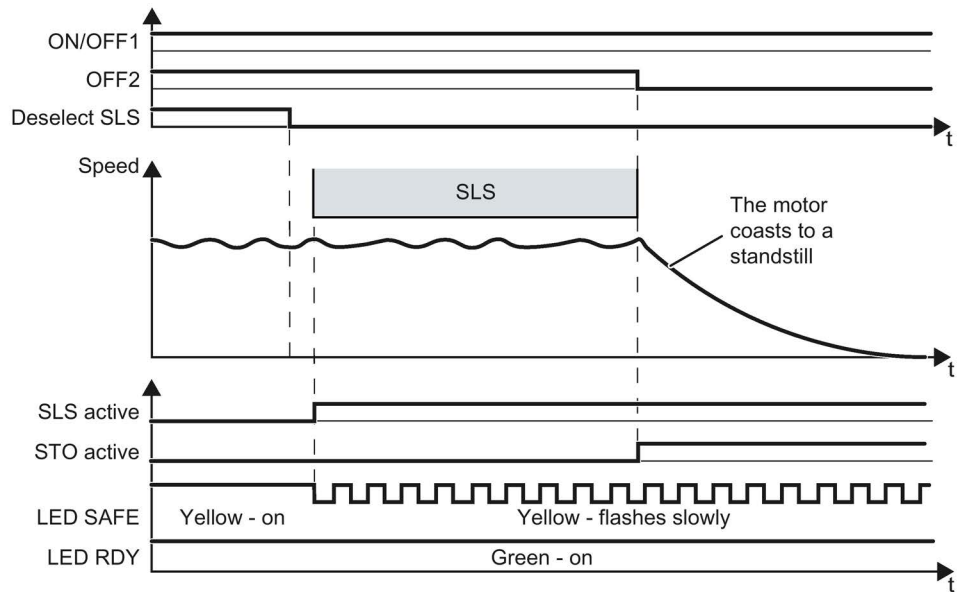 ON/OFF1
OFF2
Deselect SLS
t
Speed
SLS
The motor
coasts to a
standstill
t
SLS active
STO active
LED SAFE
Yellow - on
Yellow - flashes slowly
LED RDY
Green - on
t